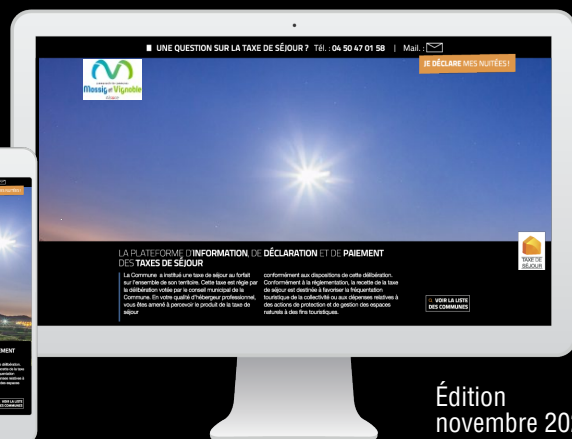 UNE QUESTION SUR LA TAXE DE SÉJOUR ? Tél. : 04 50 47 01 58 | Mail. :
JE DÉCLARE MES NUITÉES !
Mossig et Vignoble
LA PLATEFORME D'INFORMATION, DE DÉCLARATION ET DE PAIEMENT
DES TAXES DE SÉJOUR
La Commune a institué une taxe de séjour au forfait
sur l'ensemble de son territoire. Cette taxe est régie par
la délibération votée par le conseil municipal de la
Commune. En votre qualité d'hébergeur professionnel,
vous êtes amené à percevoir le produit de la taxe de
séjour
conformément aux dispositions de cette délibération.
Conformément à la réglementation, la recette de la taxe
de séjour est destinée à favoriser la fréquentation
touristique de la collectivité ou aux dépenses relatives à
des actions de protection et de gestion des espaces
naturels à des fins touristiques.
TAXE DE
SÉJOUR
VOIR LA LISTE
DES COMMUNES
Édition
novembre 20